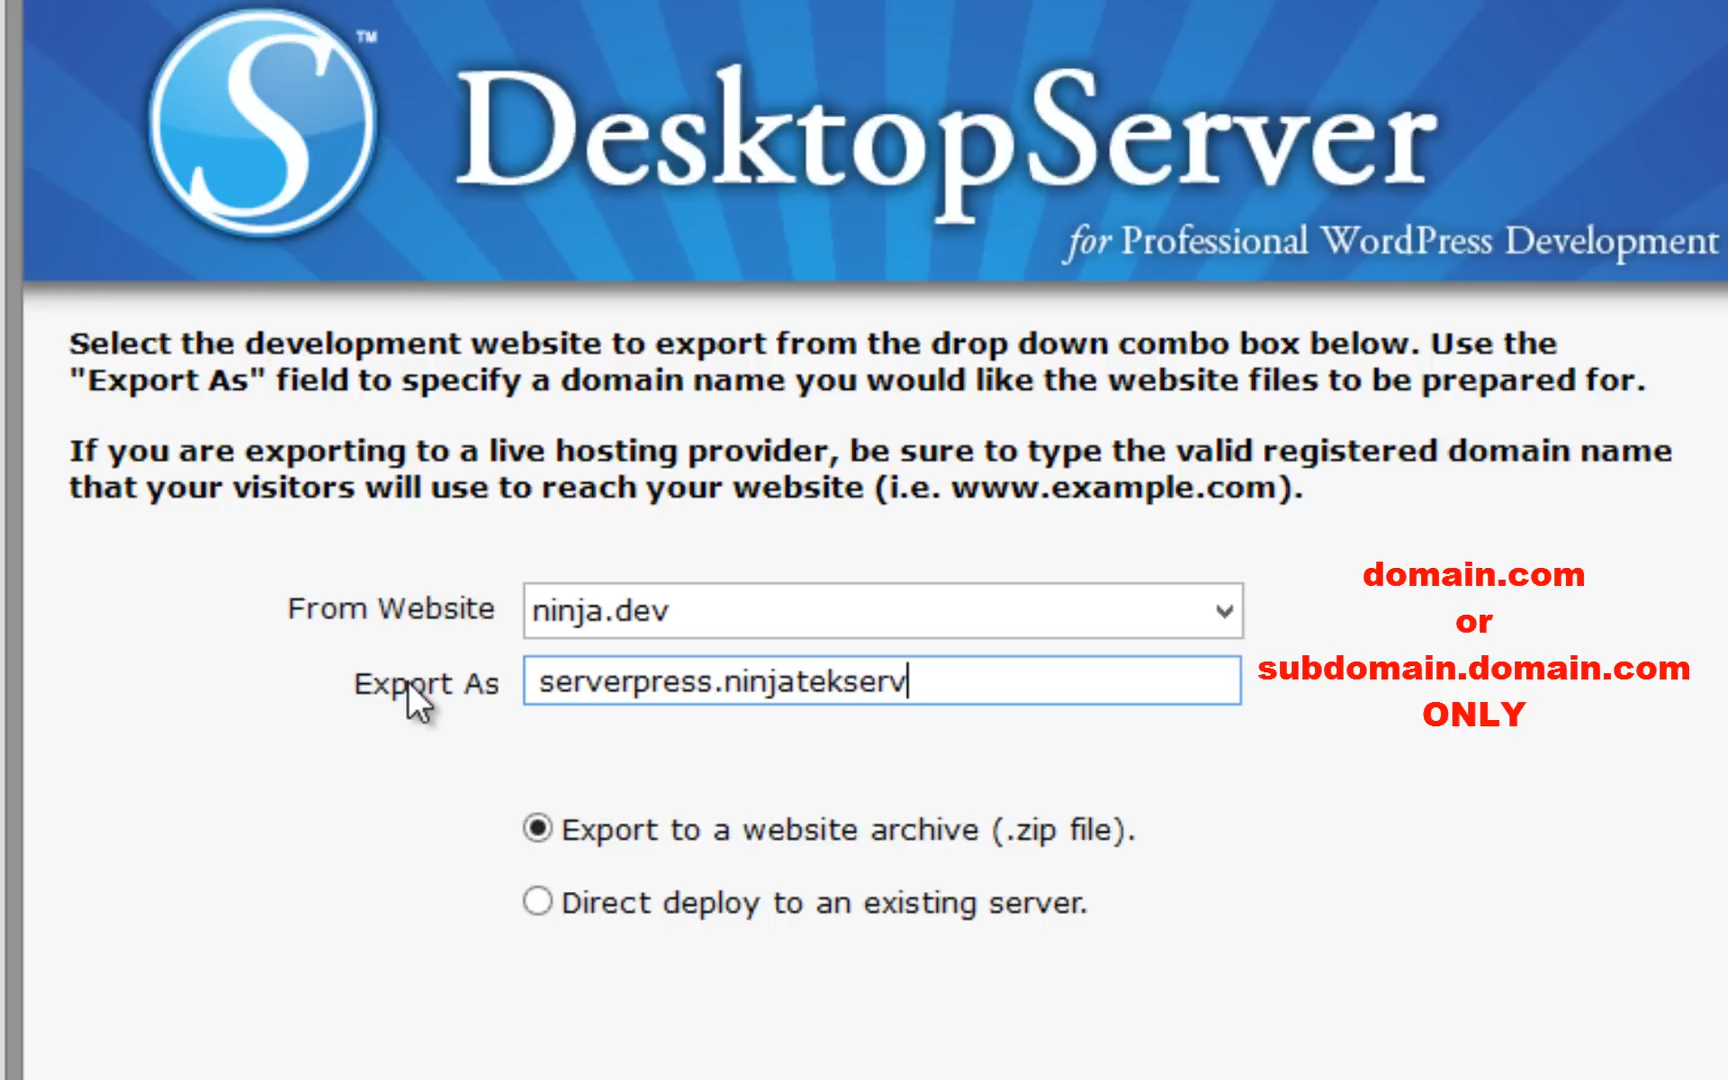 S
TM
DesktopServer
for Professional WordPress Development
Select the development website to export from the drop down combo box below. Use the
"Export As" field to specify a domain name you would like the website files to be prepared for.
If you are exporting to a live hosting provider, be sure to type the valid registered domain name
that your visitors will use to reach your website (i.e. www.example.com).
From Website ninja.dev
Export As serverpress.ninjatekserv
domain.com
or
subdomain.domain.com
ONLY
Export to a website archive (.zip file).
Direct deploy to an existing server.